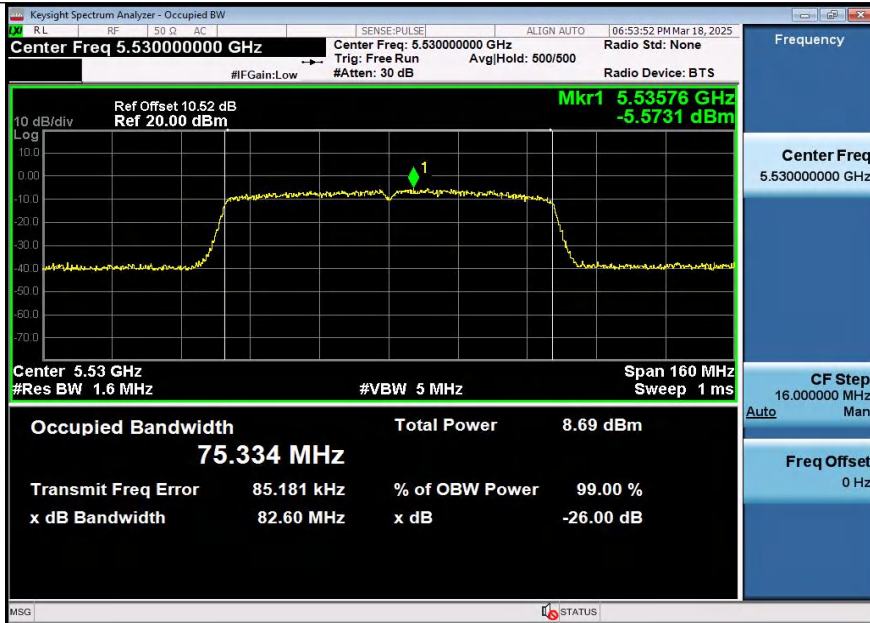 Keysight Spectrum Analyzer - Occupied BW
LXI RL RF 50 Ω AC SENSE:PULSE ALIGN AUTO 06:53:52 PM Mar 18, 2025
Center Freq 5.530000000 GHz
Center Freq: 5.530000000 GHz
Radio Std: None
Trig: Free Run Avg|Hold: 500/500
#IFGain:Low #Atten: 30 dB Radio Device: BTS
Frequency
Ref Offset 10.52 dB
Mkr1 5.53576 GHz
10 dB/div Ref 20.00 dBm -5.5731 dBm
Log
10.0
0.00
-10.0
-20.0
-30.0
-40.0
-50.0
-60.0
-70.0
1
Center 5.53 GHz Span 160 MHz
#Res BW 1.6 MHz #VBW 5 MHz Sweep 1 ms
Occupied Bandwidth Total Power 8.69 dBm
75.334 MHz
Transmit Freq Error 85.181 kHz % of OBW Power 99.00 %
x dB Bandwidth 82.60 MHz x dB -26.00 dB
Center Freq
5.530000000 GHz
CF Step
16.000000 MHz
Auto Man
Freq Offset
0 Hz
MSG STATUS